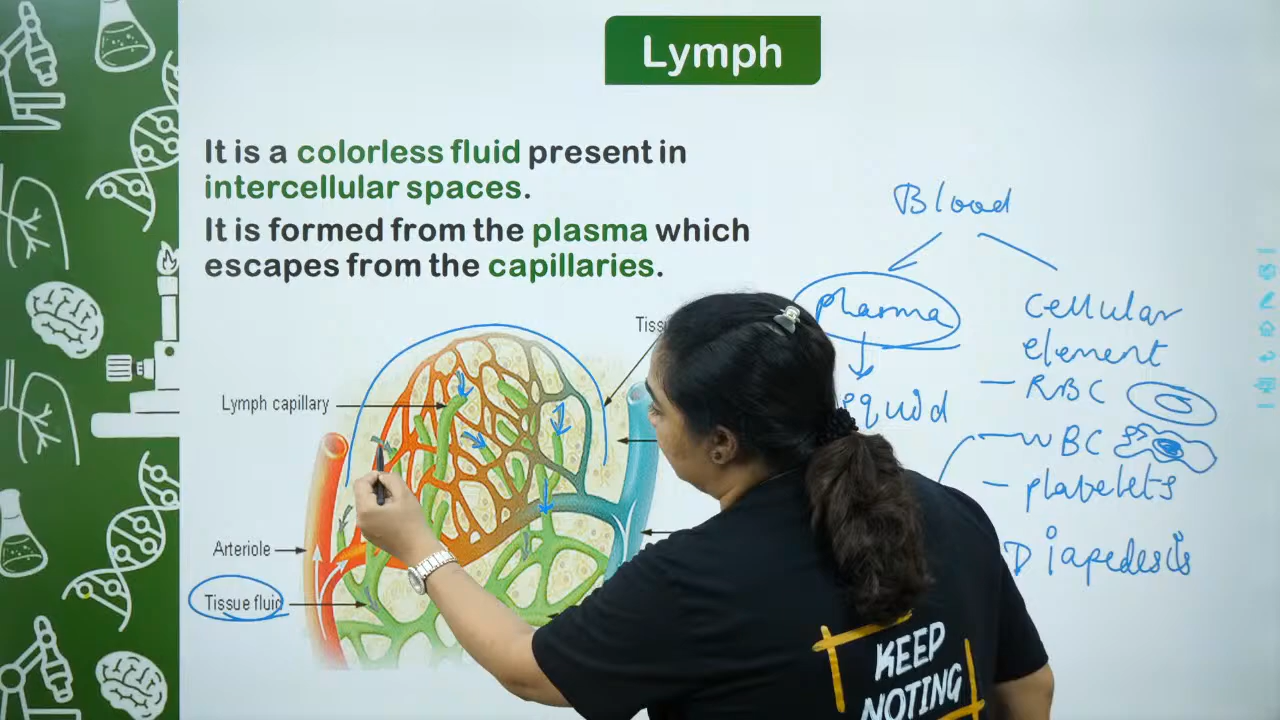 Lymph
It is a colorless fluid present in
intercellular spaces.
It is formed from the plasma which
escapes from the capillaries.
Lymph capillary
Arteriole
Tissue fluid
Blood
plasma
cellular
element
- RBC
- WBC
- platelets
Diapedesis
KEEP
NOTING